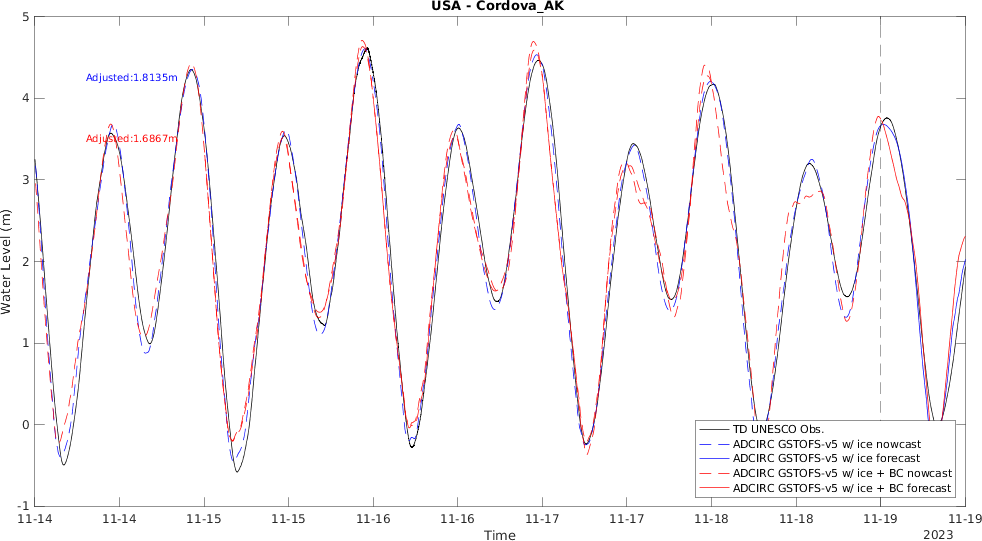 USA - Cordova_AK
5
4
3
2
1
0
-1
Water Level (m)
Adjusted:1.8135m
Adjusted:1.6867m
TD UNESCO Obs.
ADCIRC GSTOFS-v5 w/ ice nowcast
ADCIRC GSTOFS-v5 w/ ice forecast
ADCIRC GSTOFS-v5 w/ ice + BC nowcast
ADCIRC GSTOFS-v5 w/ ice + BC forecast
11-14 11-14 11-15 11-15 11-16 11-16 11-17 11-17 11-18 11-18 11-19 11-19
Time
2023